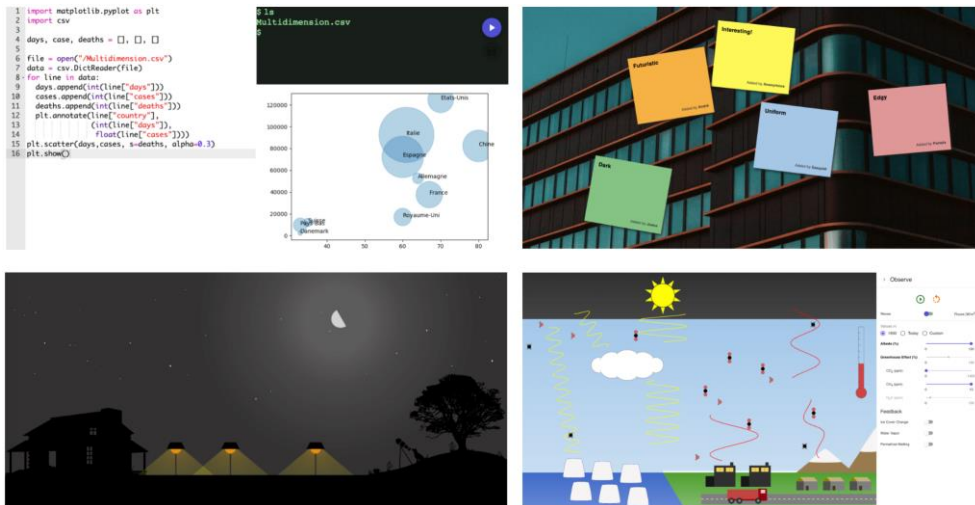 1 import matplotlib.pyplot as plt
2 import csv
3
4 days, case, deaths = [], [], []
5
6 file = open("/Multidimension.csv")
7 data = csv.DictReader(file)
8 for line in data:
9 days.append(int(line["days"]))
10 cases.append(int(line["cases"]))
11 deaths.append(int(line["deaths"]))
12 plt.annotate(line["country"],
13 (int(line["days"]),
14 float(line["cases"])))
15 plt.scatter(days,cases, s=deaths, alpha=0.3)
16 plt.show()
$ ls
Multidimension.csv
$
120000
100000
80000
60000
40000
20000
0
40
50
60
70
80
Etats-Unis
Italie
Chine
Espagne
Allemagne
France
Royaume-Uni
Danemark
Interesting!
Futuristic
Edgy
Uniform
Dark
Observe
Today
Custom
Albedo (%)
Greenhouse Effect (%)
Feedback
Ice Cover Change
Water Vapor
Permafrost Melting